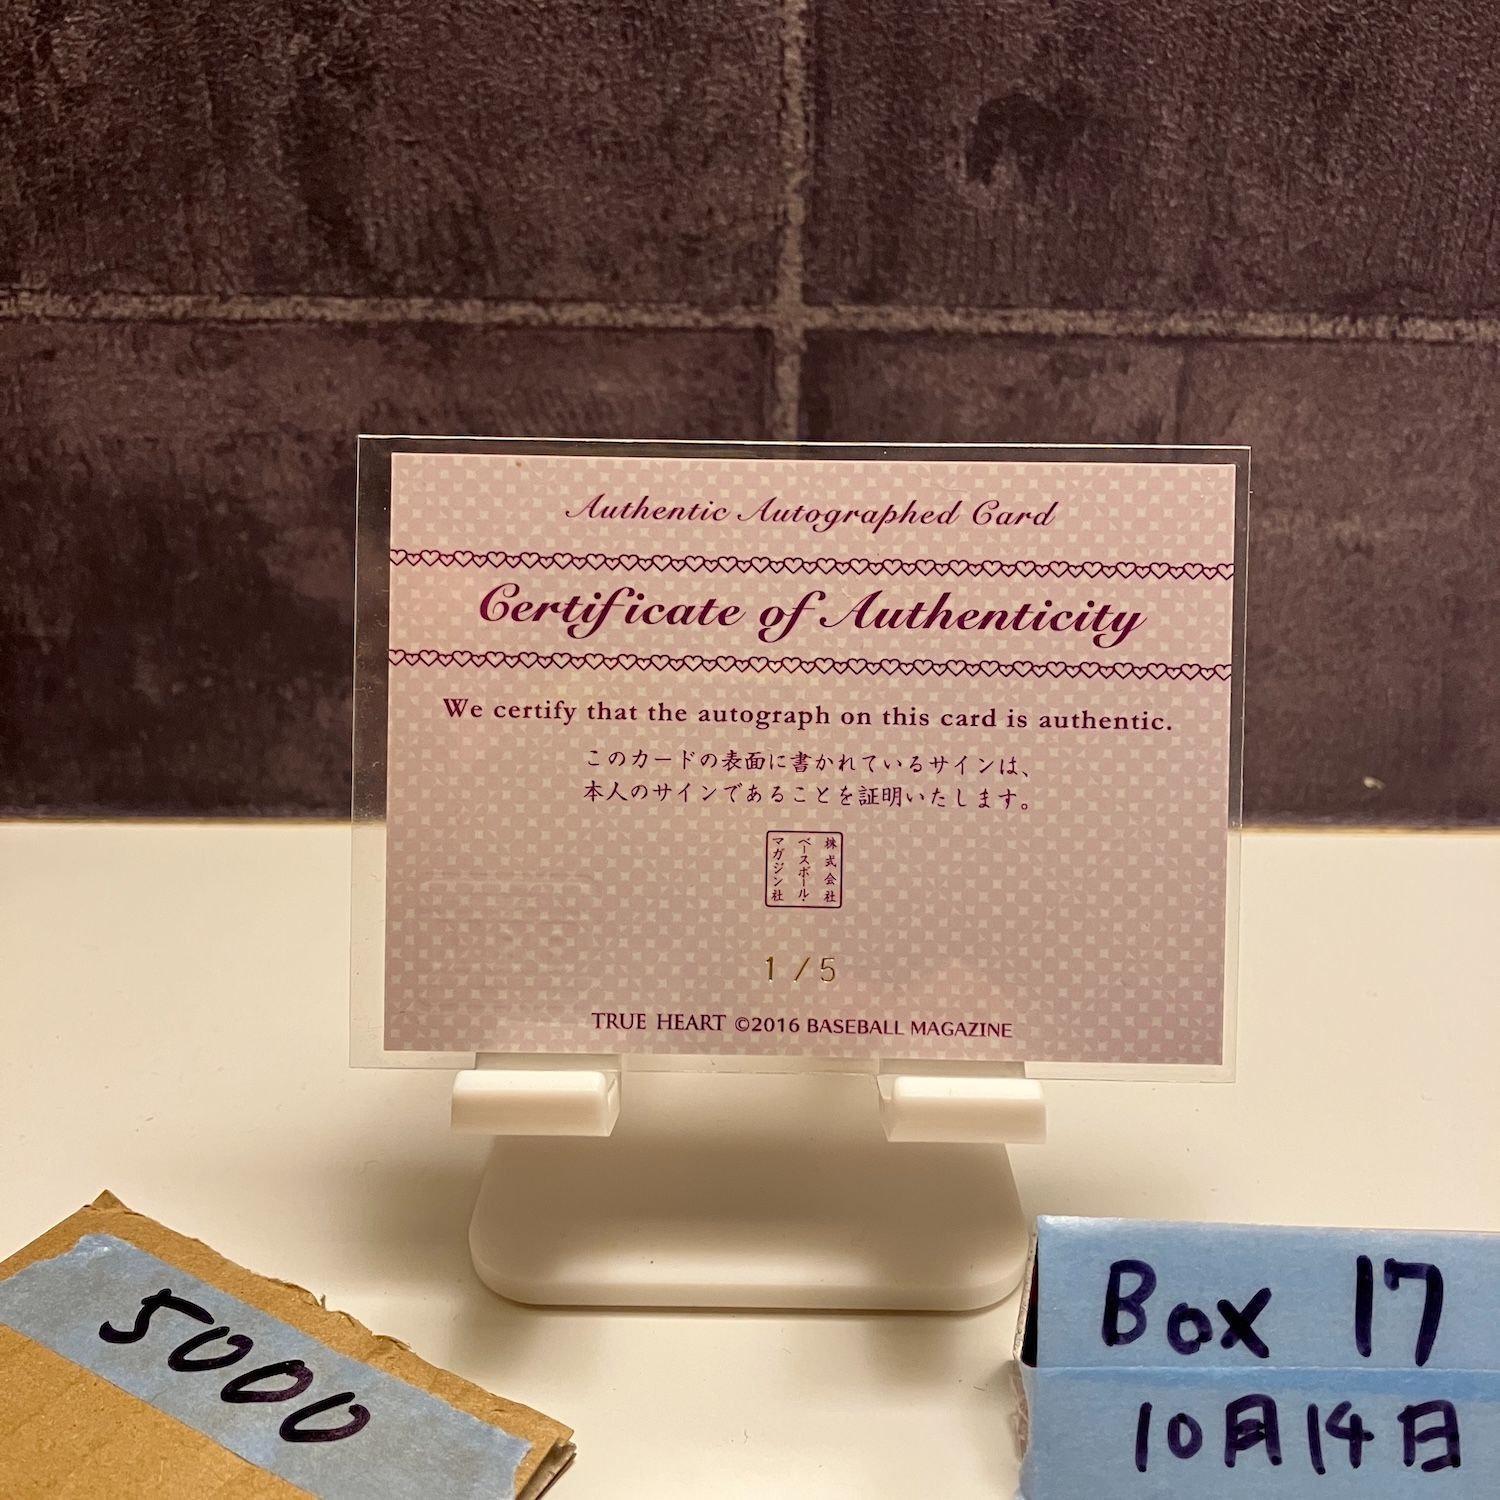 Authentic Autographed Card
Certificate of Authenticity
We certify that the autograph on this card is authentic.
このカードの表面に書かれているサインは、
本人のサインであることを証明いたします。
株式会社
ベースボール・
マガジン社
1/5
TRUE HEART ©2016 BASEBALL MAGAZINE
5000
Box 17
10月14日